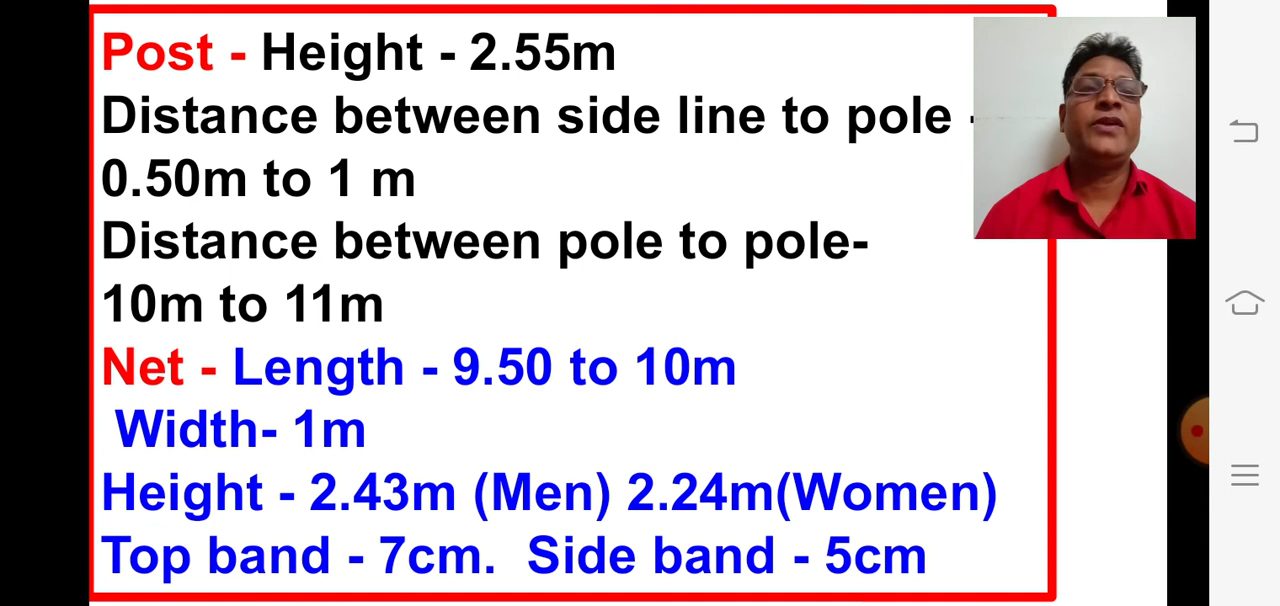 Post - Height - 2.55m
Distance between side line to pole -
0.50m to 1 m
Distance between pole to pole-
10m to 11m
Net - Length - 9.50 to 10m
Width- 1m
Height - 2.43m (Men) 2.24m(Women)
Top band - 7cm. Side band - 5cm